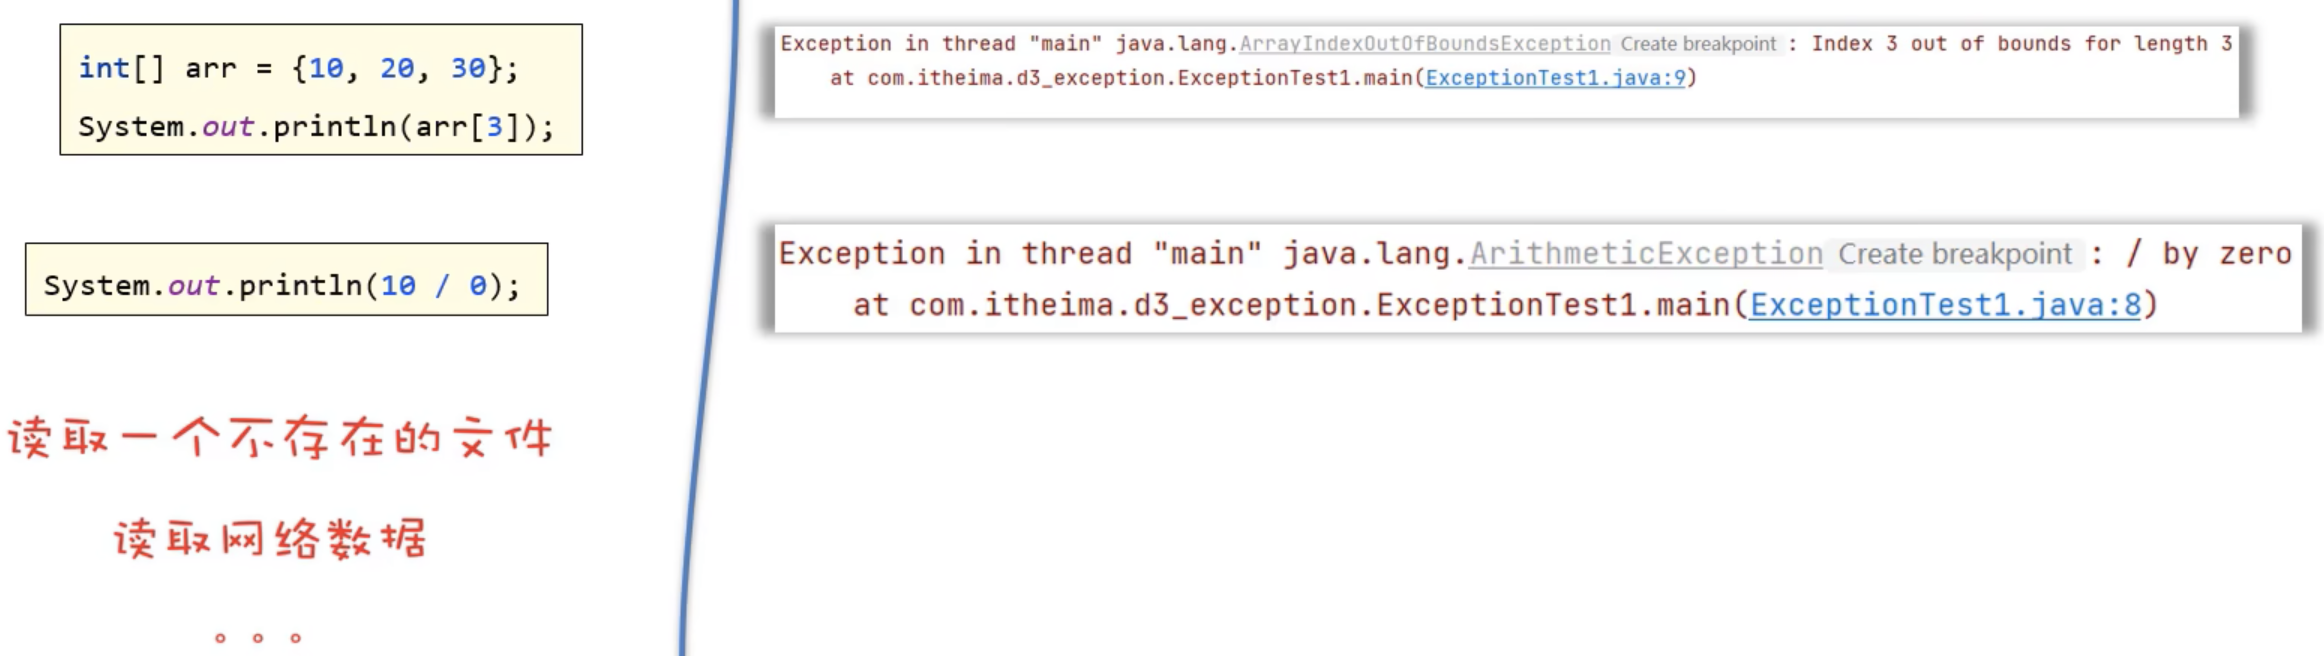 int[] arr = {10, 20, 30};
System.out.println(arr[3]);
Exception in thread "main" java.lang.ArrayIndexOutOfBoundsException Create breakpoint : Index 3 out of bounds for length 3
at com.itheima.d3_exception.ExceptionTest1.main(ExceptionTest1.java:9)
System.out.println(10 / 0);
Exception in thread "main" java.lang.ArithmeticException Create breakpoint : / by zero
at com.itheima.d3_exception.ExceptionTest1.main(ExceptionTest1.java:8)
读取一个不存在的文件
读取网络数据
。。。